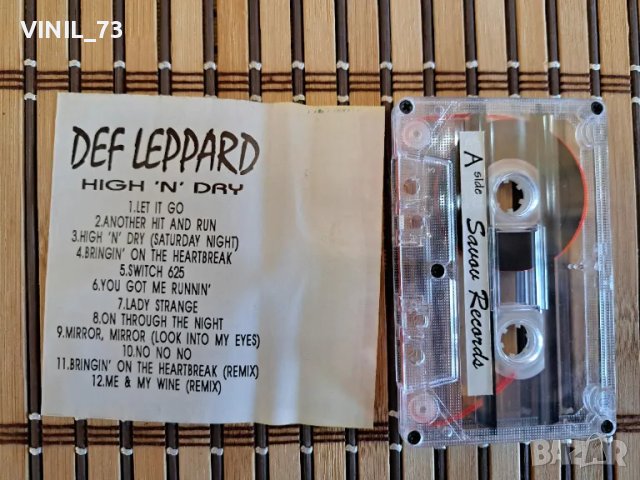 VINIL_73
DEF LEPPARD
HIGH 'N' DRY
1.LET IT GO
2.ANOTHER HIT AND RUN
3.HIGH 'N' DRY (SATURDAY NIGHT)
4.BRINGIN' ON THE HEARTBREAK
5.SWITCH 625
6.YOU GOT ME RUNNIN'
7.LADY STRANGE
8.ON THROUGH THE NIGHT
9.MIRROR, MIRROR (LOOK INTO MY EYES)
10.NO NO NO
11.BRINGIN' ON THE HEARTBREAK (REMIX)
12.ME & MY WINE (REMIX)
A side Savov Records
BAZAR